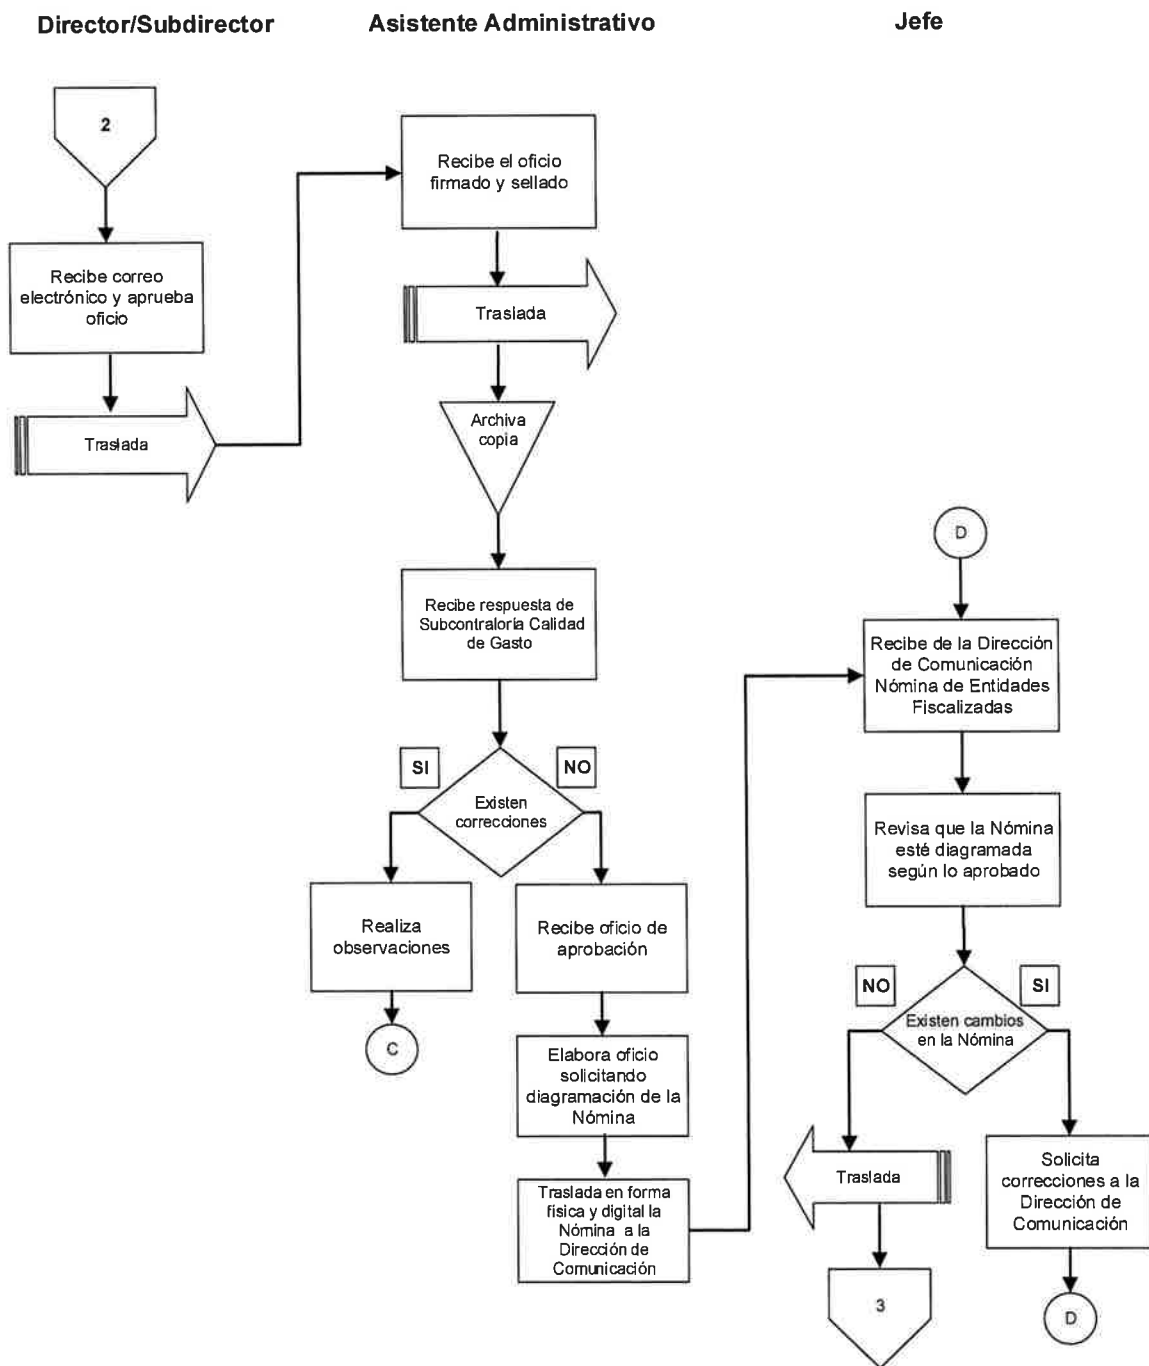 Director/Subdirector
Asistente Administrativo
Jefe
2
Recibe correo
electrónico y aprueba
oficio
Traslada
Recibe el oficio
firmado y sellado
Traslada
Archiva
copia
Recibe respuesta de
Subcontraloría Calidad
de Gasto
SI
NO
Existen
correcciones
Realiza
observaciones
C
Recibe oficio de
aprobación
Elabora oficio
solicitando
diagramación de la
Nómina
Traslada en forma
física y digital la
Nómina a la
Dirección de
Comunicación
D
Recibe de la Dirección
de Comunicación
Nómina de Entidades
Fiscalizadas
Revisa que la Nómina
esté diagramada
según lo aprobado
NO
SI
Existen cambios
en la Nómina
Traslada
3
Solicita
correcciones a la
Dirección de
Comunicación
D